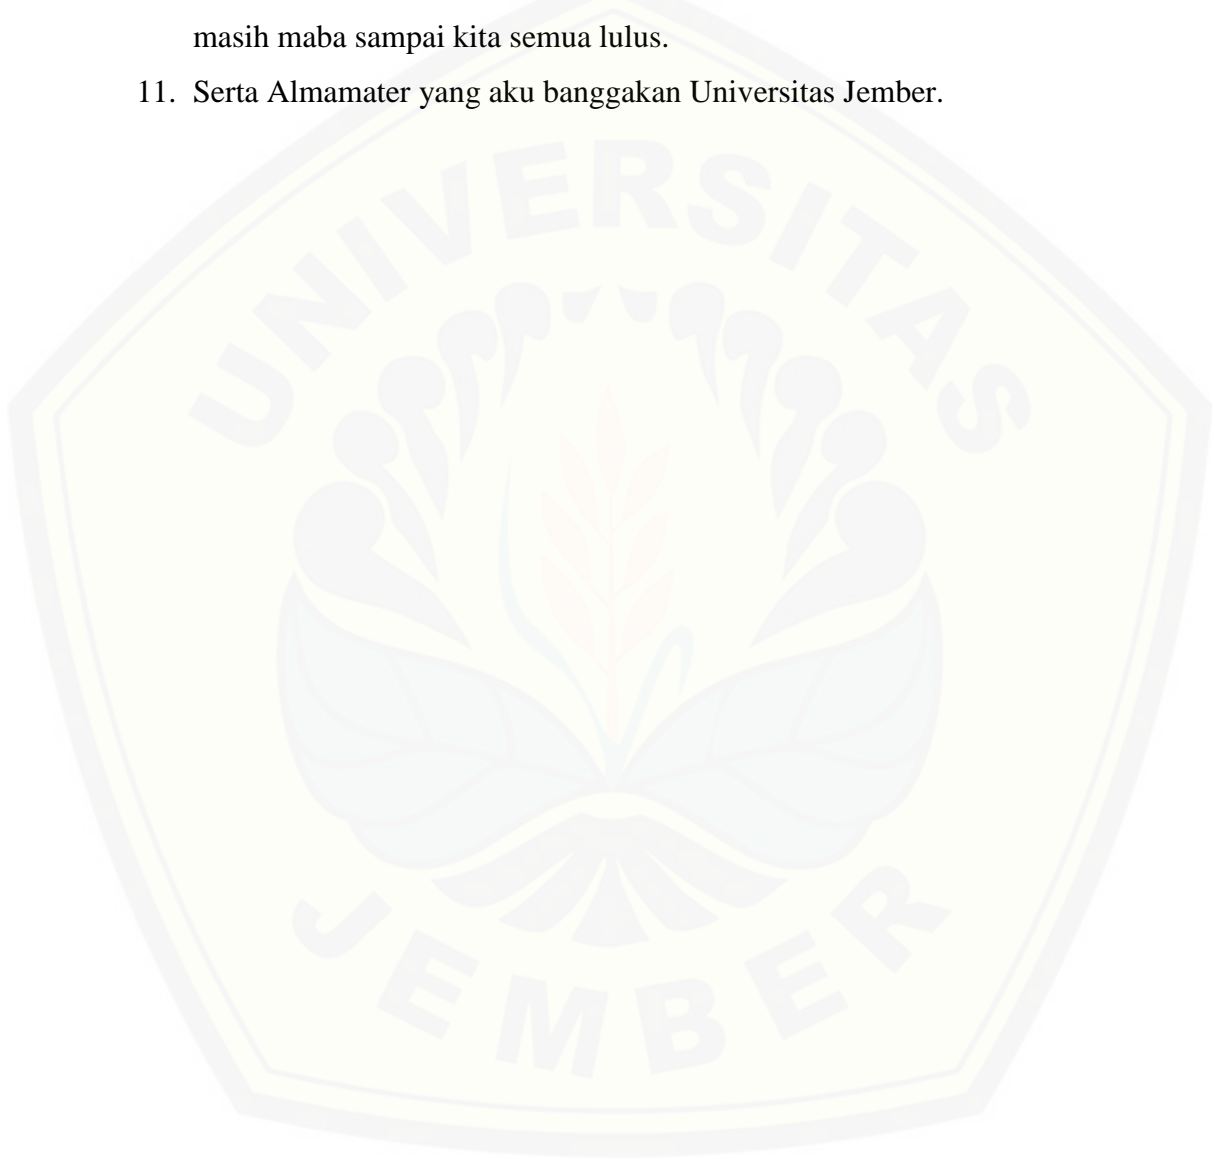 masih maba sampai kita semua lulus.
11. Serta Almamater yang aku banggakan Universitas Jember.
UNIVERSITAS
JEMBER